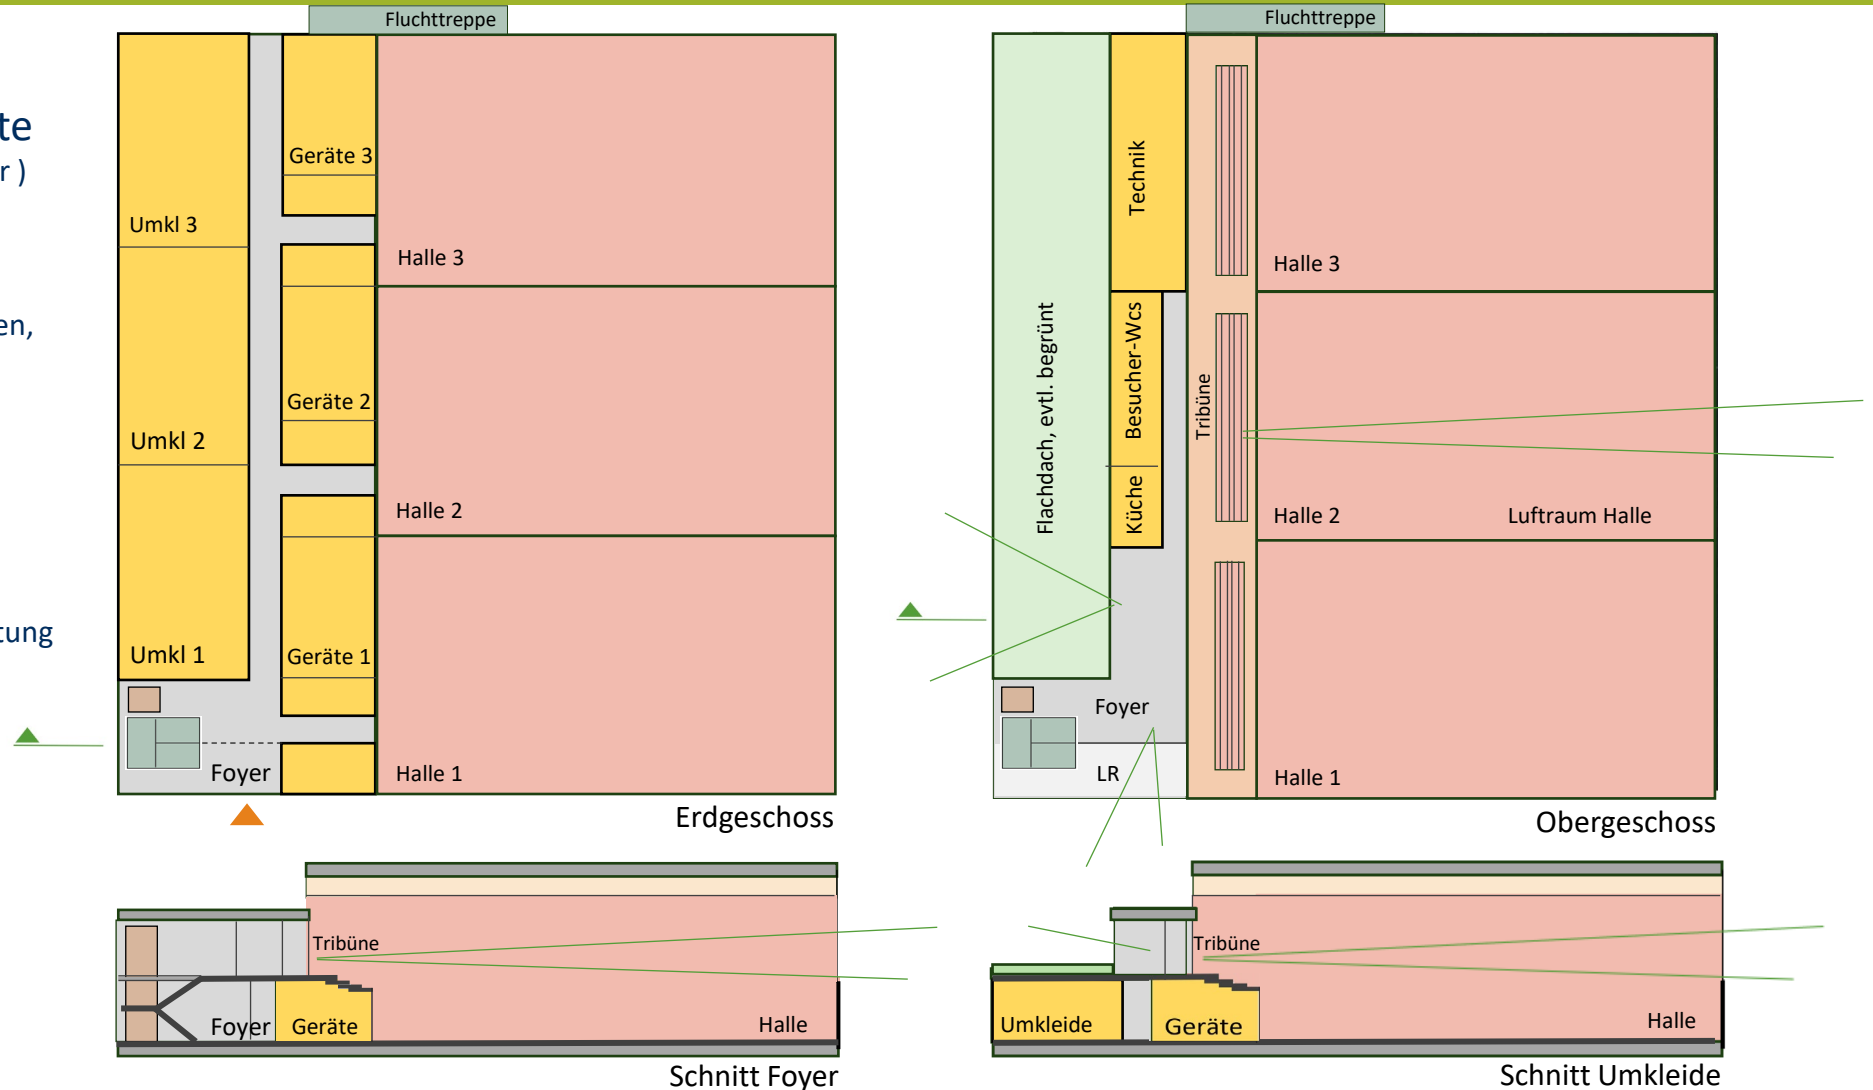 te
r )
en,
tung
Fluchttreppe
Geräte 3
Umkl 3
Halle 3
Geräte 2
Umkl 2
Halle 2
Umkl 1
Geräte 1
Foyer
Halle 1
Erdgeschoss
Fluchttreppe
Technik
Halle 3
Flachdach, evtl. begrünt
Besucher-Wcs
Tribüne
Küche
Halle 2
Luftraum Halle
Foyer
LR
Halle 1
Obergeschoss
Tribüne
Foyer
Geräte
Halle
Schnitt Foyer
Tribüne
Umkleide
Geräte
Halle
Schnitt Umkleide